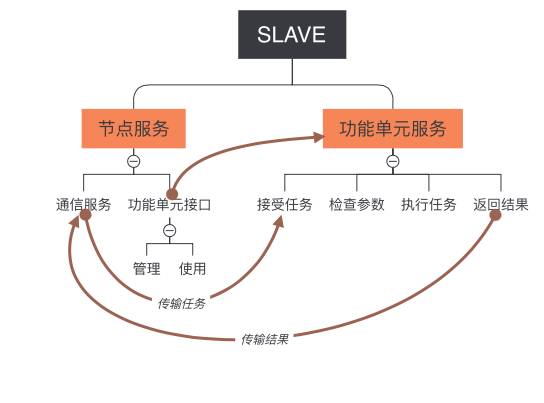 SLAVE
节点服务
功能单元服务
通信服务
功能单元接口
接受任务
检查参数
执行任务
返回结果
管理
使用
传输任务
传输结果